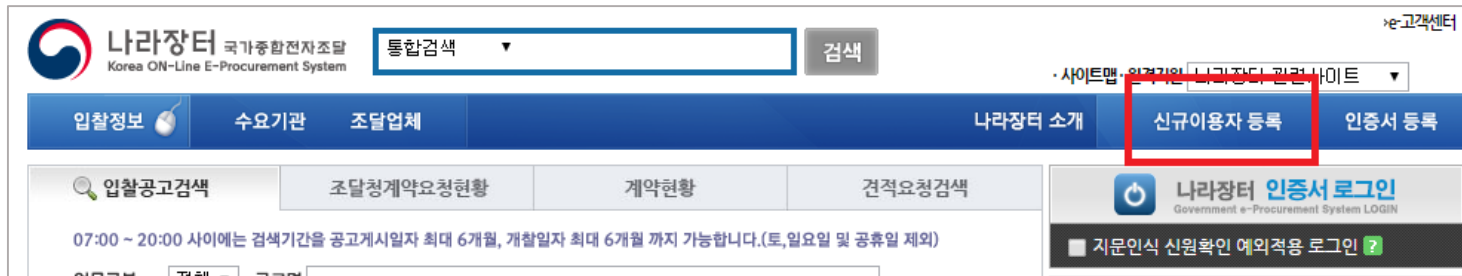 ›e-고객센터
나라장터 국가종합전자조달
Korea ON-Line E-Procurement System
통합검색 ▼ 검색
· 사이트맵 · 원격지원 나라장터 관련사이트 ▼
입찰정보 수요기관 조달업체 나라장터 소개 신규이용자 등록 인증서 등록
입찰공고검색 조달청계약요청현황 계약현황 견적요청검색
나라장터 인증서 로그인
Government e-Procurement System LOGIN
07:00 ~ 20:00 사이에는 검색기간을 공고게시일자 최대 6개월, 개찰일자 최대 6개월 까지 가능합니다.(토,일요일 및 공휴일 제외)
지문인식 신원확인 예외적용 로그인 ?